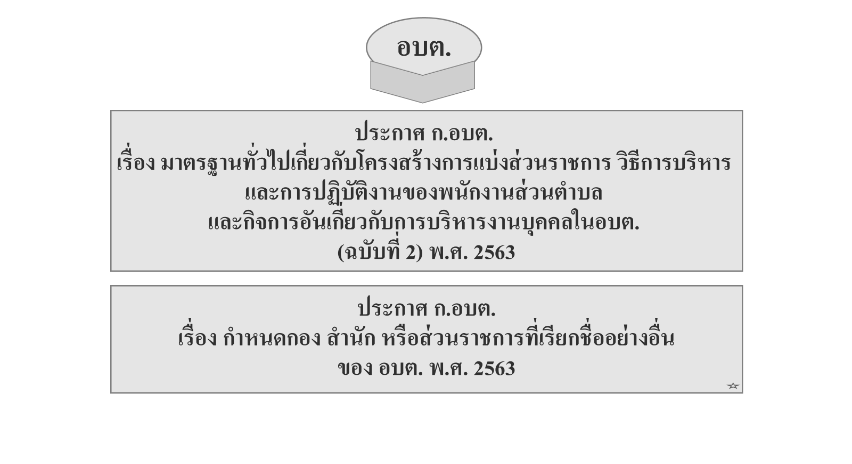 อบต.
ประกาศ ก.อบต.
เรื่อง มาตรฐานทั่วไปเกี่ยวกับโครงสร้างการแบ่งส่วนราชการ วิธีการบริหาร
และการปฏิบัติงานของพนักงานส่วนตำบล
และกิจการอันเกี่ยวกับการบริหารงานบุคคลในอบต.
(ฉบับที่ 2) พ.ศ. 2563
ประกาศ ก.อบต.
เรื่อง กำหนดกอง สำนัก หรือส่วนราชการที่เรียกชื่ออย่างอื่น
ของ อบต. พ.ศ. 2563